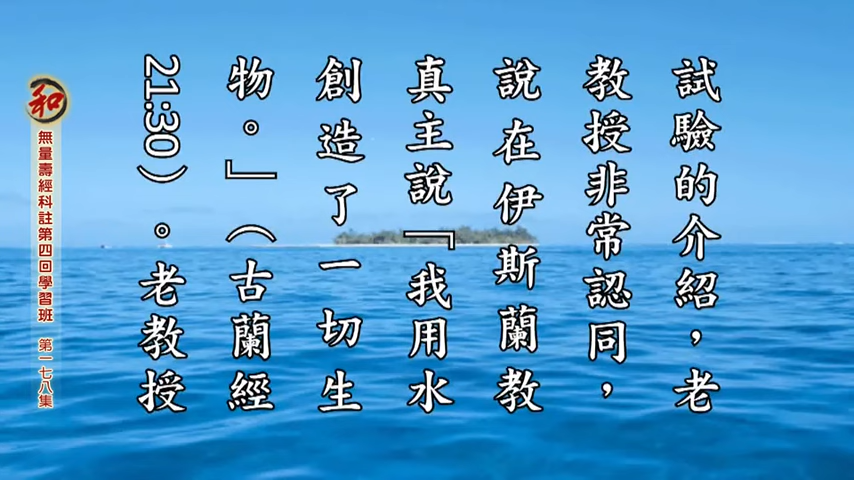 試驗的介紹，老
教授非常認同，
說在伊斯蘭教
真主說「我用水
創造了一切生
物。」（古蘭經
21:30）。老教授
和
無量壽經科註第四回學習班 第一七八集